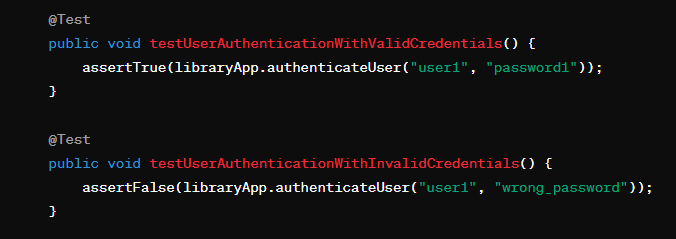 @Test
public void testUserAuthenticationWithValidCredentials() {
    assertTrue(libraryApp.authenticateUser("user1", "password1"));
}
@Test
public void testUserAuthenticationWithInvalidCredentials() {
    assertFalse(libraryApp.authenticateUser("user1", "wrong_password"));
}